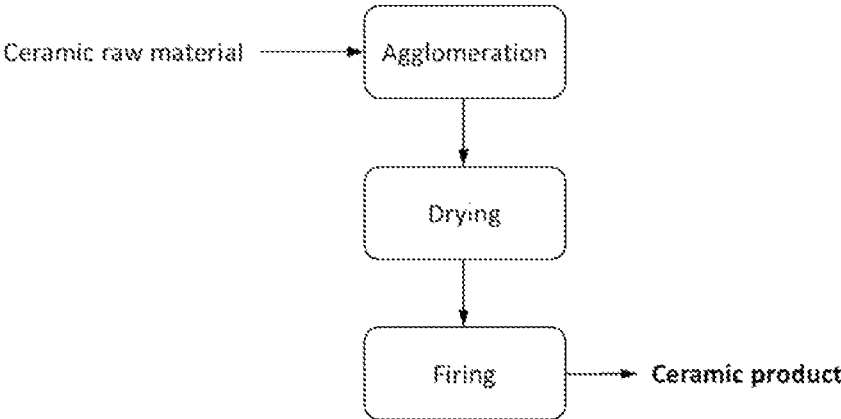 Ceramic raw material
Agglomeration
Drying
Firing
Ceramic product